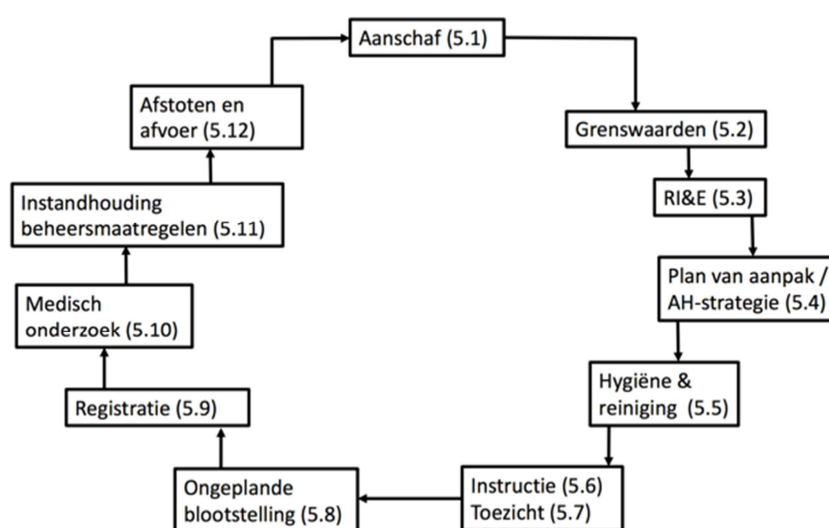 Aanschaf (5.1)
Grenswaarden (5.2)
RI&E (5.3)
Plan van aanpak /
AH-strategie (5.4)
Hygiëne &
reiniging (5.5)
Instructie (5.6)
Toezicht (5.7)
Ongeplande
blootstelling (5.8)
Registratie (5.9)
Medisch
onderzoek (5.10)
Instandhouding
beheersmaatregelen (5.11)
Afstoten en
afvoer (5.12)